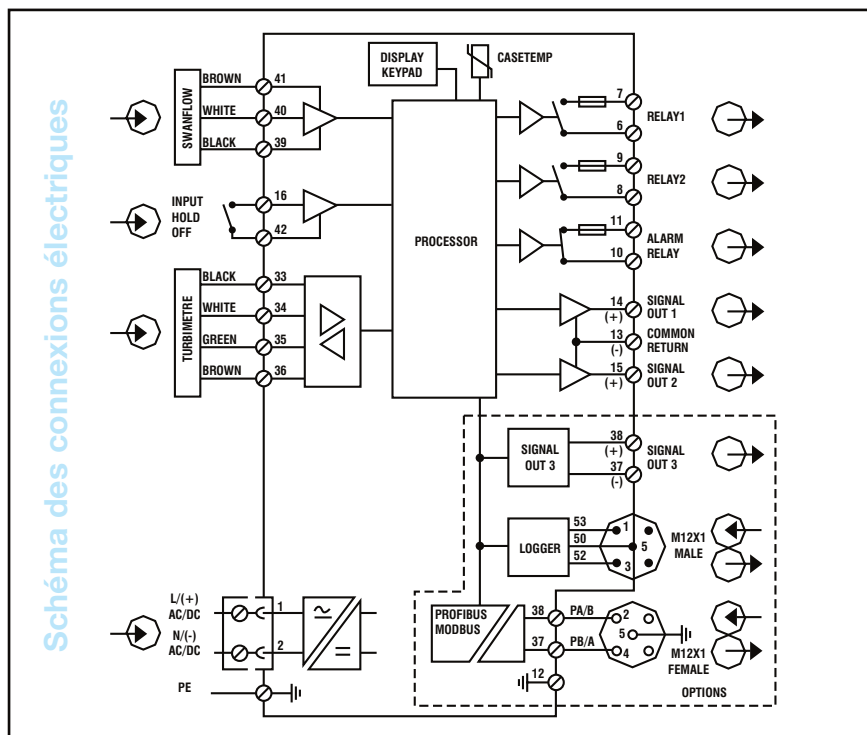 Schéma des connexions électriques
SWANFLOW
BROWN
41
WHITE
40
BLACK
39
INPUT
HOLD
OFF
16
42
TURBIMETRE
BLACK
33
WHITE
34
GREEN
35
BROWN
36
L/(+)
AC/DC
1
N/(-)
AC/DC
2
PE
DISPLAY
KEYPAD
CASETEMP
PROCESSOR
7
RELAY1
6
9
RELAY2
8
11
ALARM
RELAY
10
14
(+)
SIGNAL
OUT 1
13
(-)
COMMON
RETURN
15
(+)
SIGNAL
OUT 2
SIGNAL
OUT 3
38
(+)
37
(-)
SIGNAL
OUT 3
LOGGER
53
50
52
1
5
3
M12X1
MALE
PROFIBUS
MODBUS
38
PA/B
37
PB/A
2
5
4
M12X1
FEMALE
12
OPTIONS